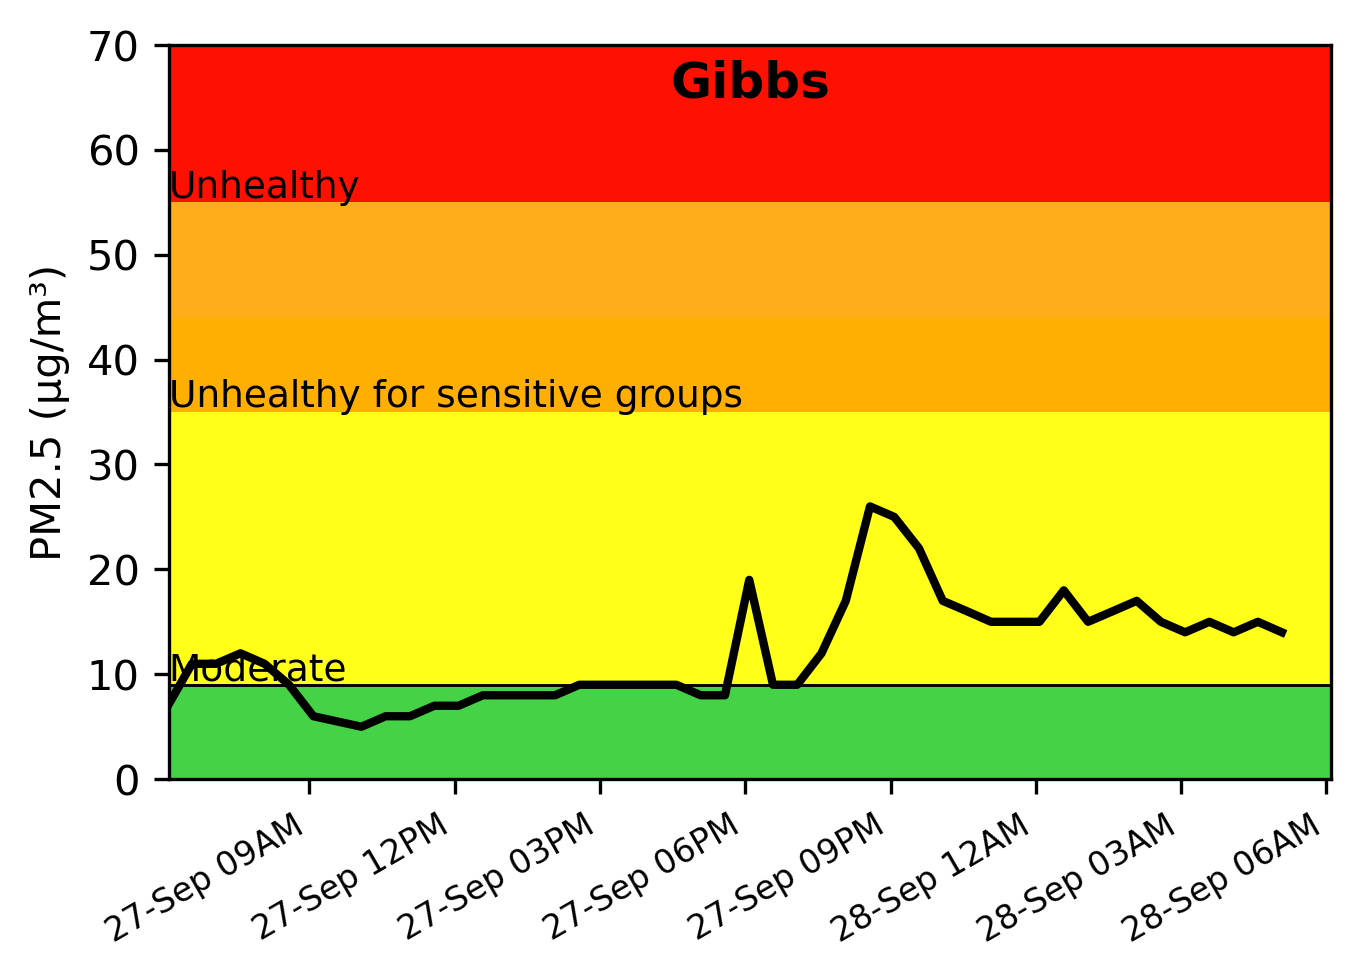 Gibbs
70
60
50
40
30
20
10
0
PM2.5 (µg/m³)
Unhealthy
Unhealthy for sensitive groups
Moderate
27-Sep 09AM
27-Sep 12PM
27-Sep 03PM
27-Sep 06PM
27-Sep 09PM
28-Sep 12AM
28-Sep 03AM
28-Sep 06AM